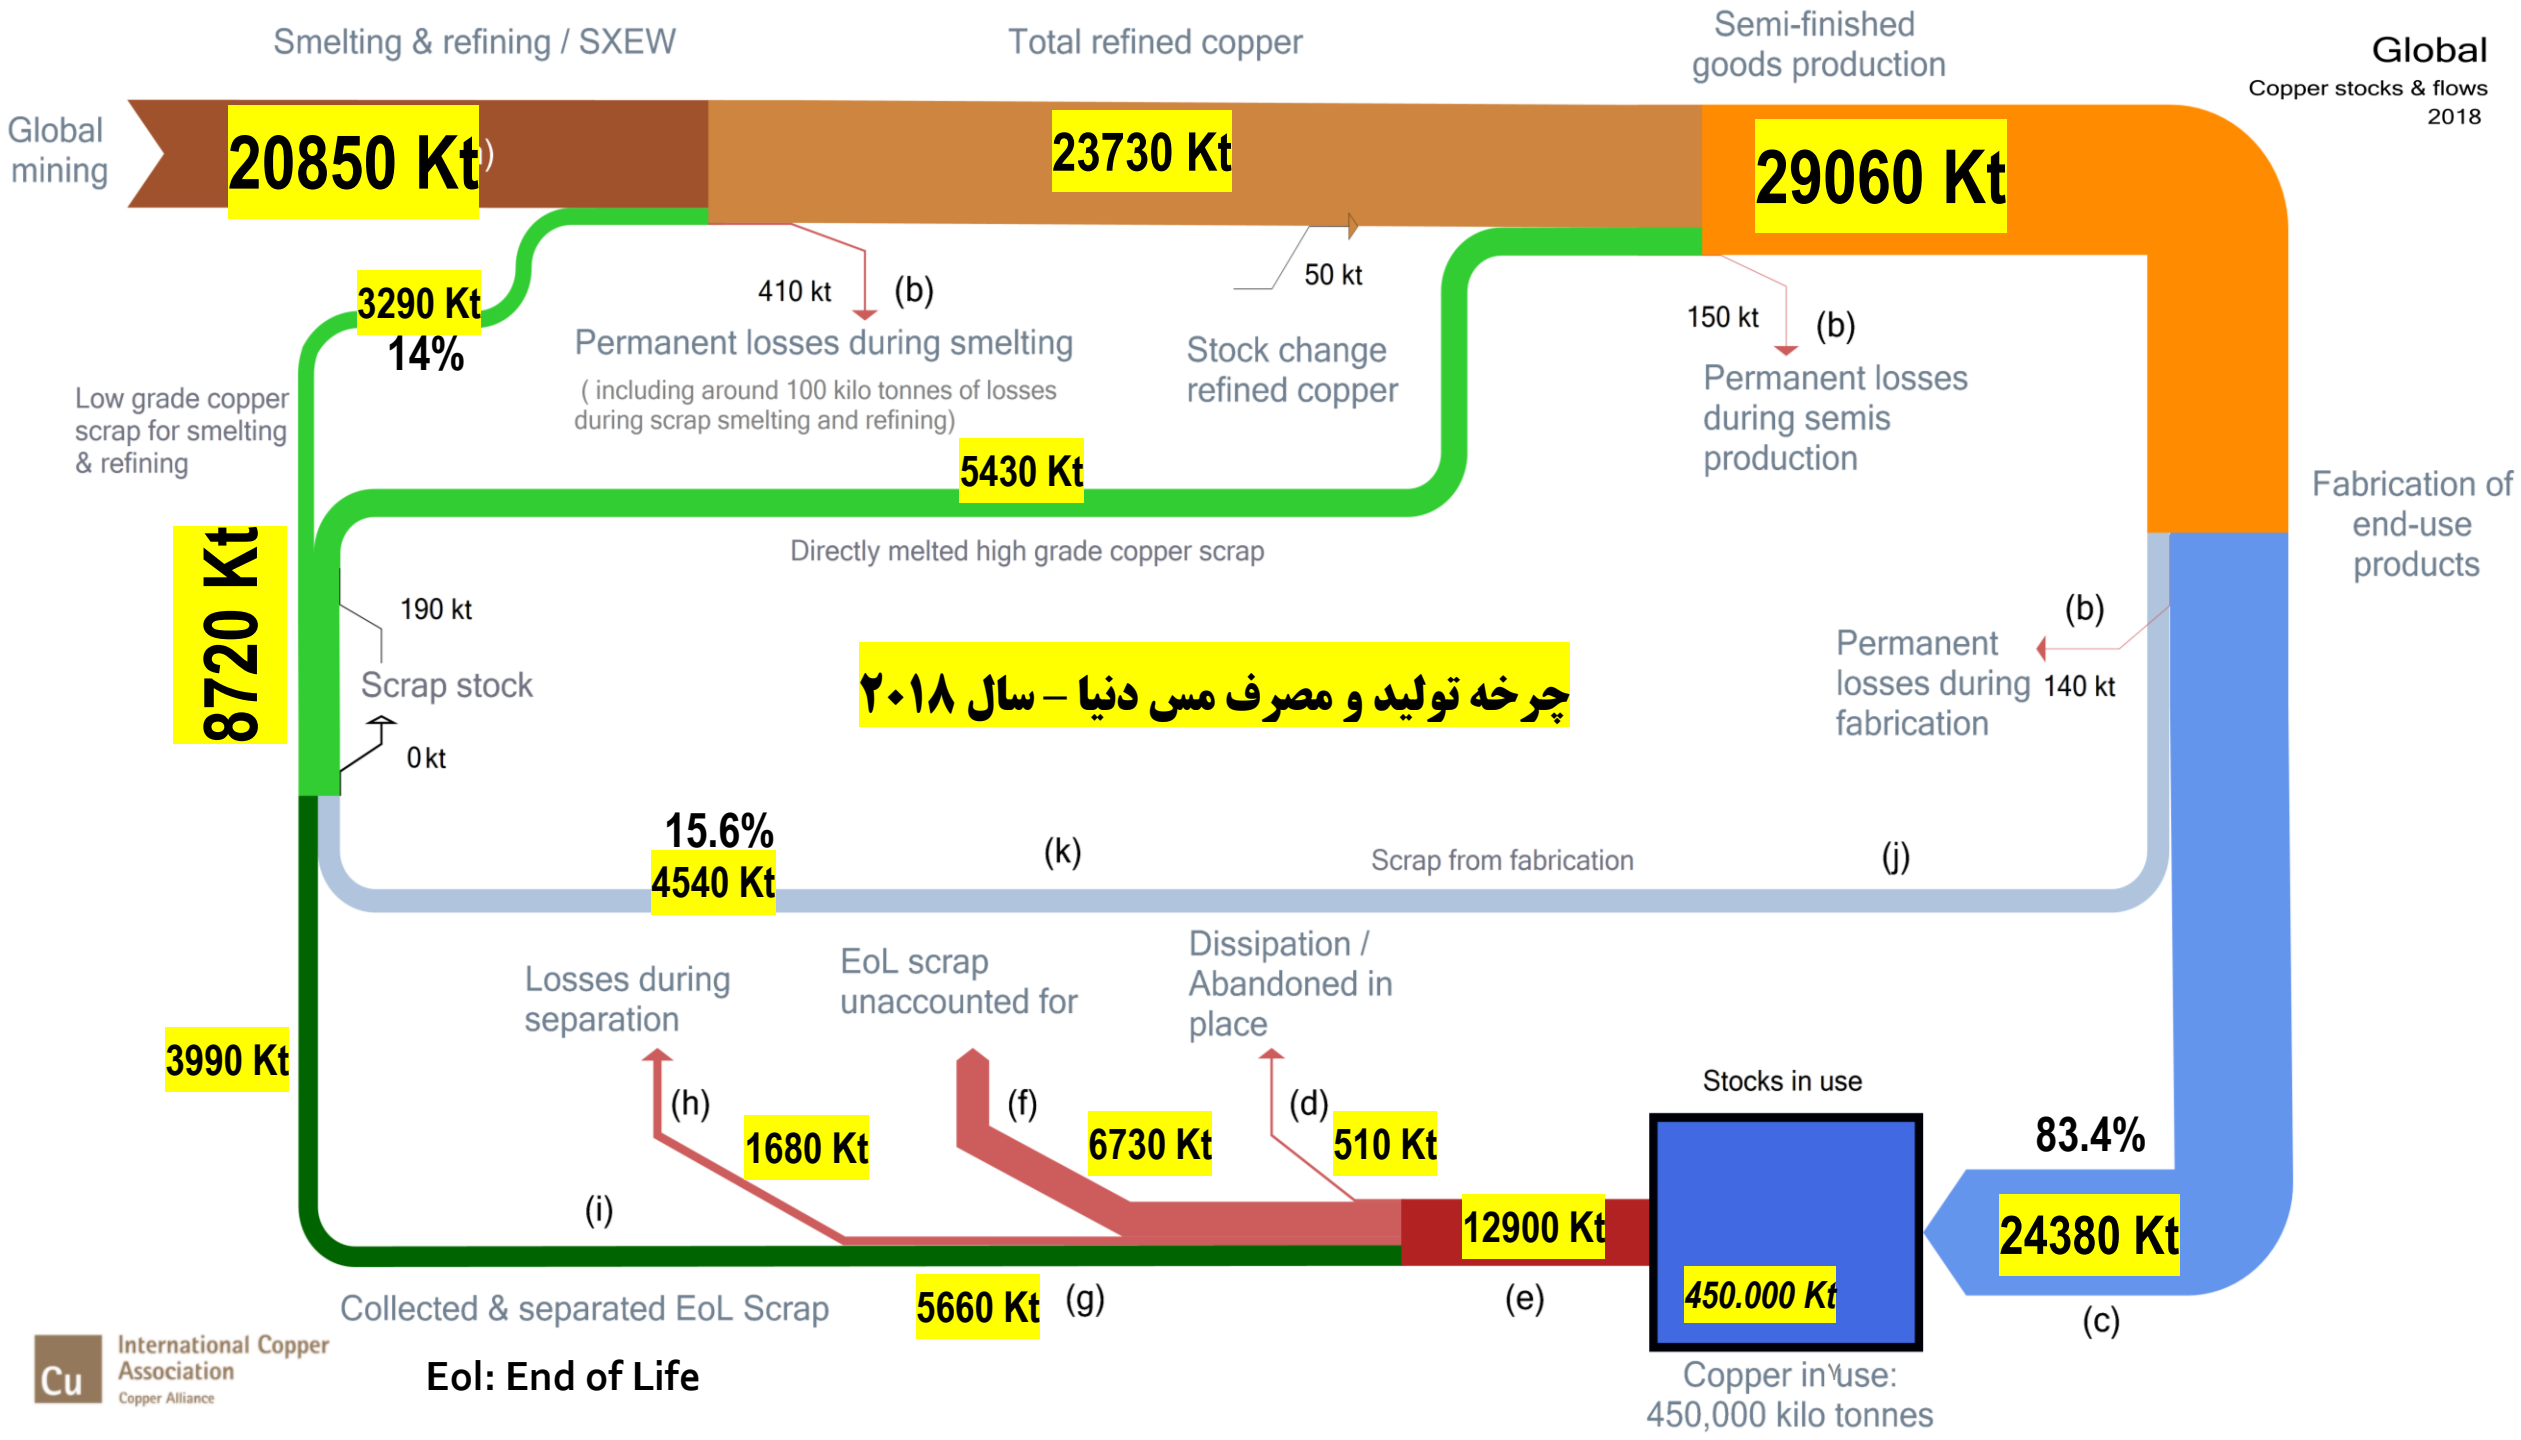 Smelting & refining / SXEW
Total refined copper
Semi-finished
goods production
Global
Copper stocks & flows
2018
Global
mining
20850 Kt
)
23730 Kt
29060 Kt
3290 Kt
14%
410 kt
(b)
Permanent losses during smelting
( including around 100 kilo tonnes of losses
during scrap smelting and refining)
50 kt
Stock change
refined copper
150 kt
(b)
Permanent losses
during semis
production
Low grade copper
scrap for smelting
& refining
5430 Kt
Directly melted high grade copper scrap
Fabrication of
end-use
products
8720 Kt
190 kt
Scrap stock
0 kt
چرخه تولید و مصرف مس دنیا – سال ۲۰۱۸
(b)
Permanent
losses during
fabrication
140 kt
15.6%
4540 Kt
(k)
Scrap from fabrication
(j)
Losses during
separation
EoL scrap
unaccounted for
Dissipation /
Abandoned in
place
3990 Kt
(h)
1680 Kt
(f)
6730 Kt
(d)
510 Kt
Stocks in use
83.4%
(i)
12900 Kt
24380 Kt
450.000 Kt
Collected & separated EoL Scrap
5660 Kt
(g)
(e)
(c)
Copper in use:
450,000 kilo tonnes
۷
Cu
International Copper
Association
Copper Alliance
Eol: End of Life